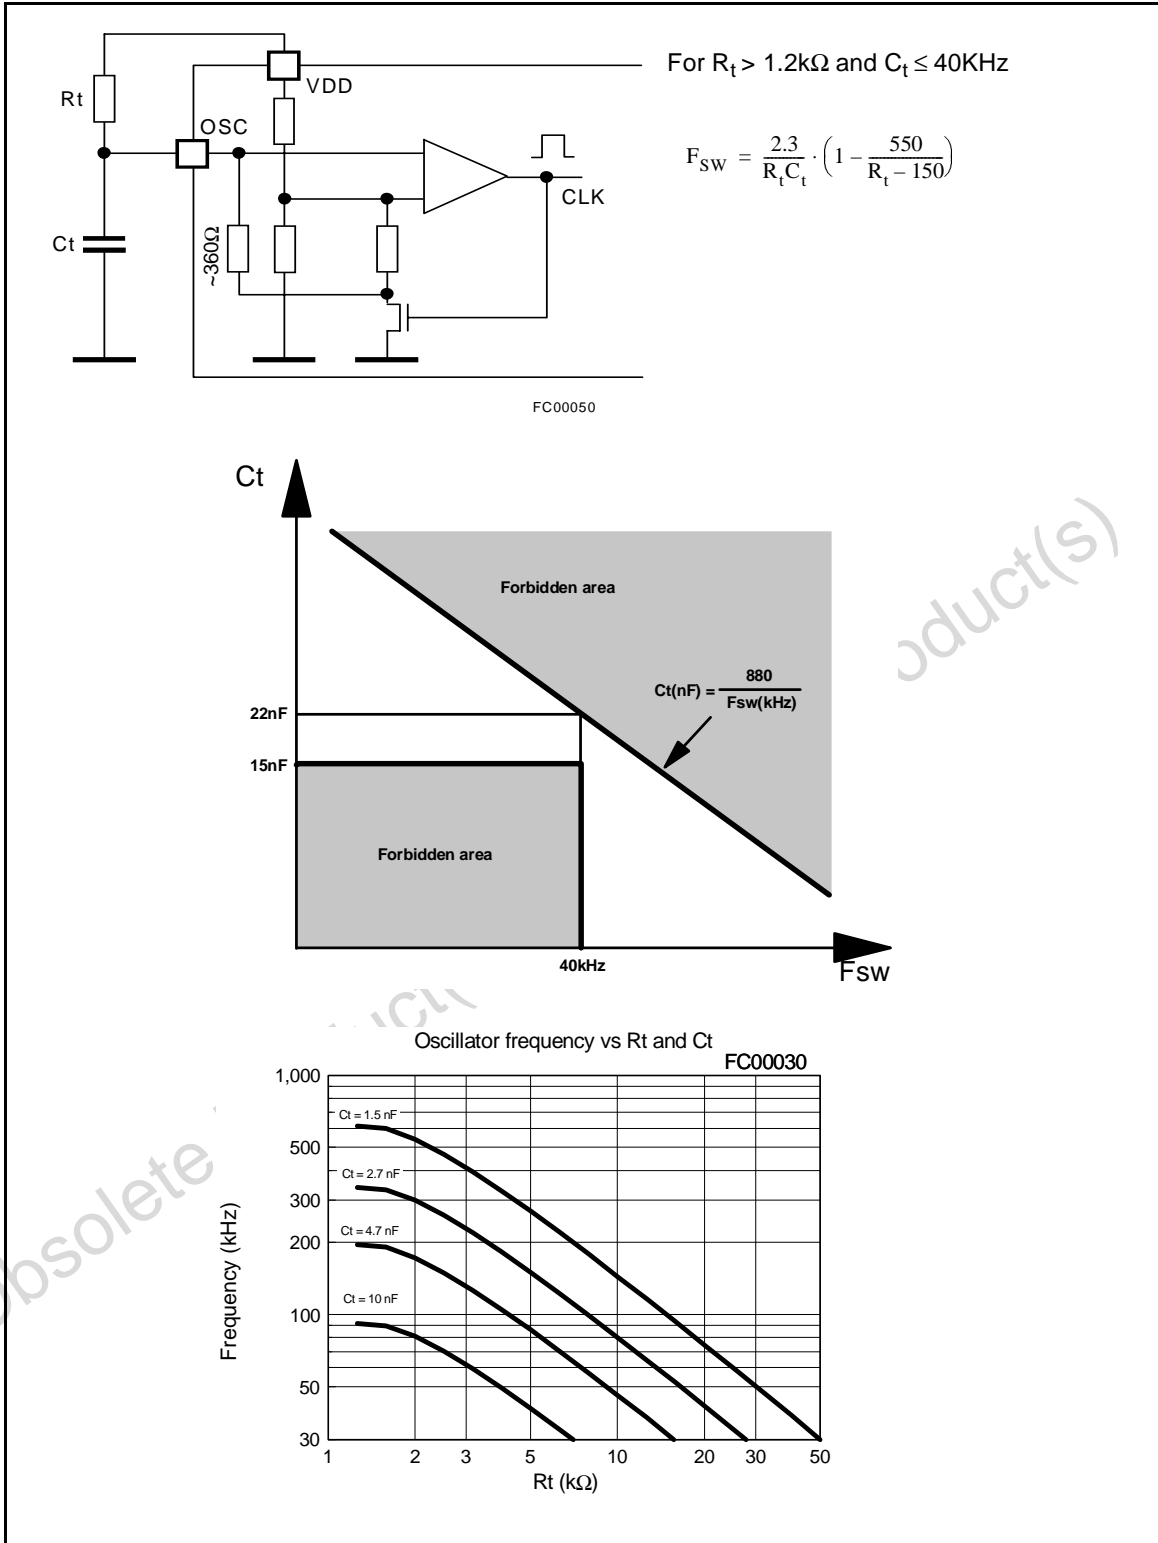 For Rt > 1.2kΩ and Ct ≤ 40KHz
FSW = 2.3 / RtCt · (1 − 550 / Rt − 150)
VDD
Rt
OSC
CLK
Ct
~360Ω
FC00050
Ct
Forbidden area
Ct(nF) = 880 / Fsw(kHz)
22nF
15nF
Forbidden area
40kHz
Fsw
Oscillator frequency vs Rt and Ct
FC00030
1,000
Ct = 1.5 nF
500
Ct = 2.7 nF
300
Ct = 4.7 nF
200
Ct = 10 nF
100
50
30
Frequency (kHz)
1 2 3 5 10 20 30 50
Rt (kΩ)